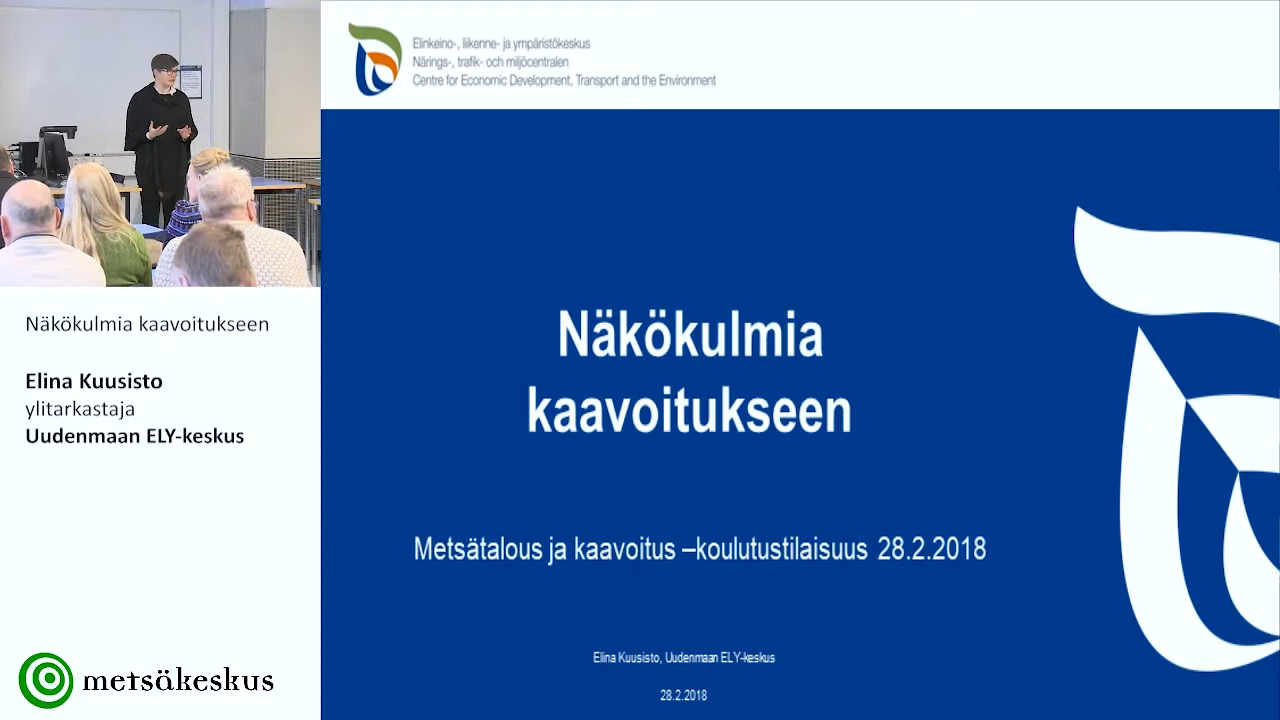 Näkökulmia kaavoitukseen
Elina Kuusisto
ylitarkastaja
Uudenmaan ELY-keskus
metsäkeskus
Elinkeino-, liikenne- ja ympäristökeskus
Närings-, trafik- och miljöcentralen
Centre for Economic Development, Transport and the Environment
Näkökulmia
kaavoitukseen
Metsätalous ja kaavoitus –koulutustilaisuus 28.2.2018
Elina Kuusisto, Uudenmaan ELY-keskus
28.2.2018